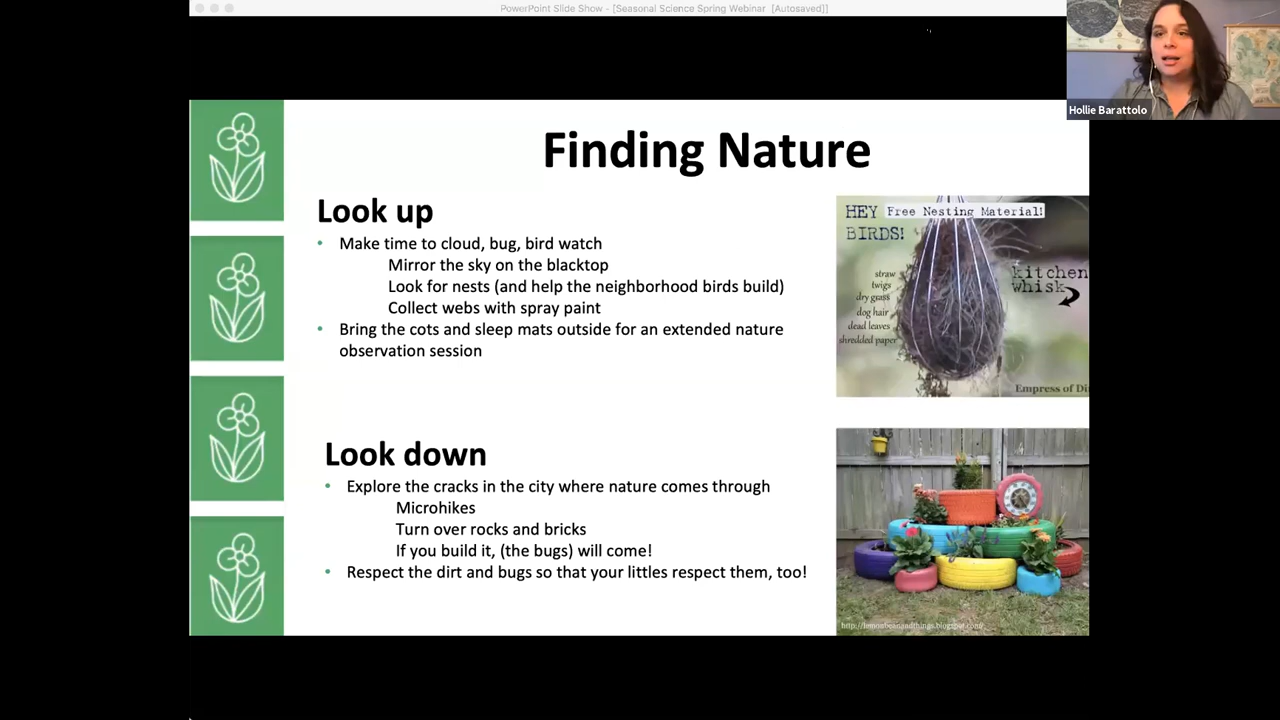 PowerPoint Slide Show - [Seasonal Science Spring Webinar [Autosaved]]
Hollie Barattolo
Finding Nature
Look up
• Make time to cloud, bug, bird watch
Mirror the sky on the blacktop
Look for nests (and help the neighborhood birds build)
Collect webs with spray paint
• Bring the cots and sleep mats outside for an extended nature
observation session
HEY Free Nesting Material!
BIRDS!
kitchen
whisk
straw
twigs
dry grass
dog hair
dead leaves
shredded paper
Empress of Di
Look down
• Explore the cracks in the city where nature comes through
Microhikes
Turn over rocks and bricks
If you build it, (the bugs) will come!
• Respect the dirt and bugs so that your littles respect them, too!
http://lemonbeanandthings.blogspot.com/